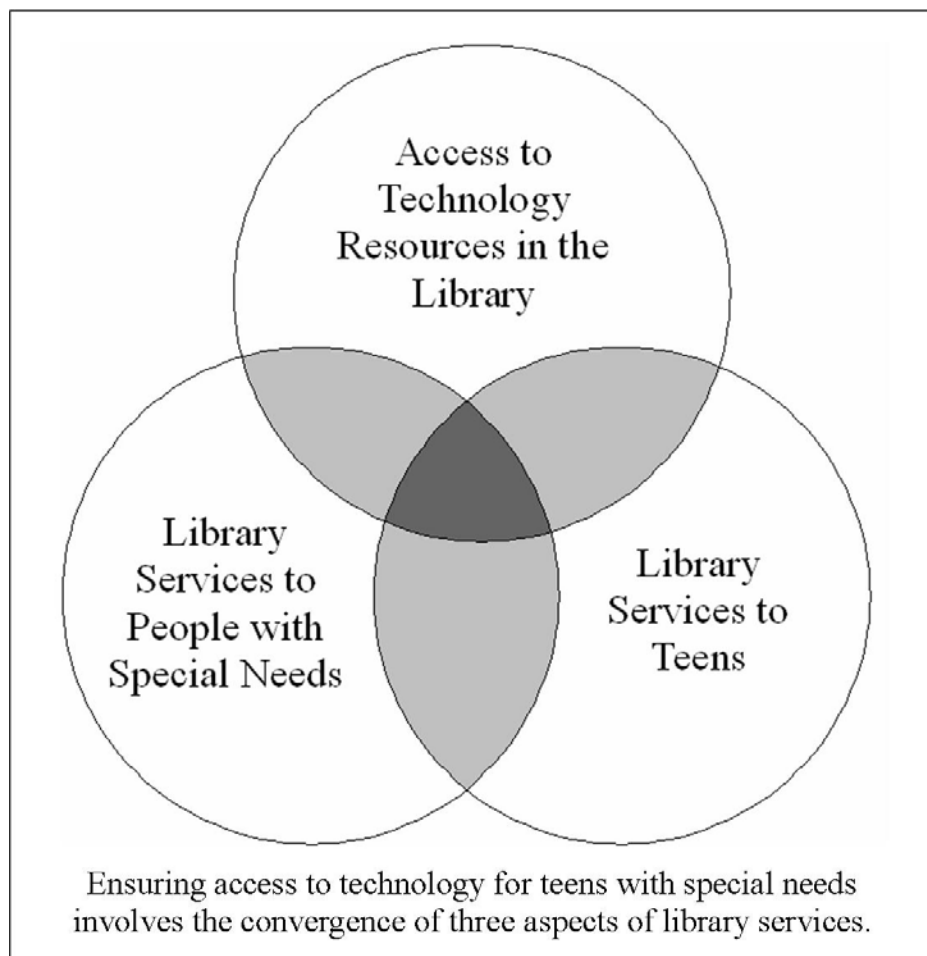 Access to
Technology
Resources in the
Library
Library
Services to
People with
Special Needs
Library
Services to
Teens
Ensuring access to technology for teens with special needs
involves the convergence of three aspects of library services.